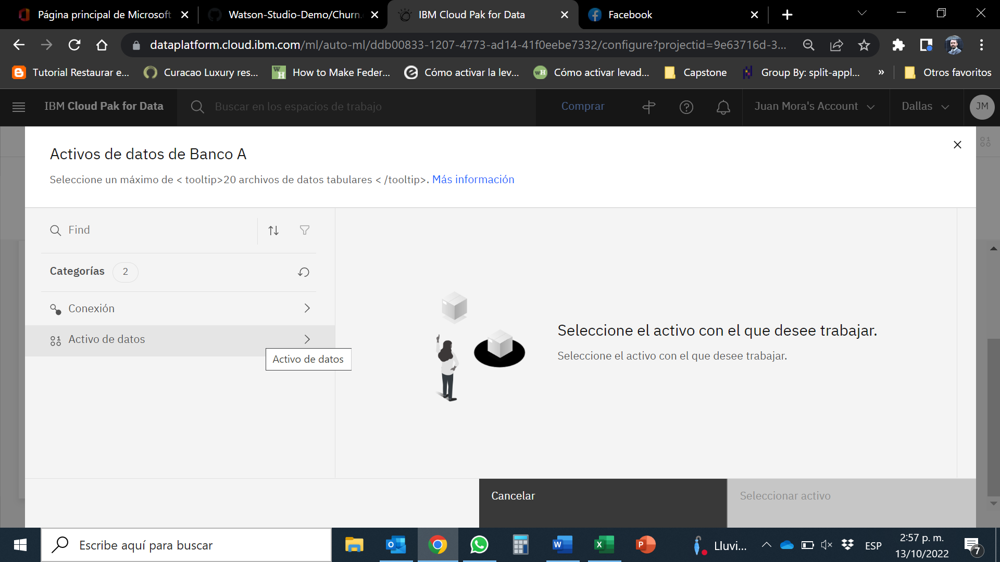 Página principal de Microsoft
Watson-Studio-Demo/Churn.
IBM Cloud Pak for Data
Facebook
dataplatform.cloud.ibm.com/ml/auto-ml/ddb00833-1207-4773-ad14-41f0eebe7332/configure?projectid=9e63716d-3...
Tutorial Restaurar e...
Curacao Luxury res...
How to Make Feder...
Cómo activar la lev...
Cómo activar levad...
Capstone
Group By: split-appl...
»
Otros favoritos
IBM Cloud Pak for Data
Buscar en los espacios de trabajo
Comprar
Juan Mora's Account
Dallas
JM
Activos de datos de Banco A
Seleccione un máximo de < tooltip>20 archivos de datos tabulares < /tooltip>. Más información
Find
Categorías 2
Conexión
Activo de datos
Activo de datos
Seleccione el activo con el que desee trabajar.
Seleccione el activo con el que desee trabajar.
Cancelar
Seleccionar activo
Escribe aquí para buscar
Lluvi...
ESP
2:57 p. m.
13/10/2022
7